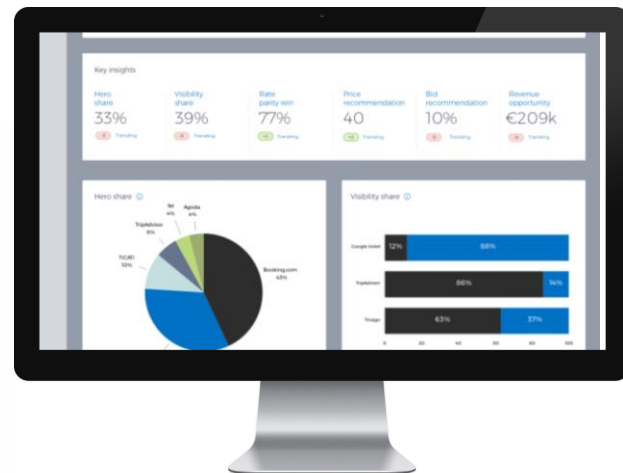 Key insights
Hero
share
33%
Trending
Visibility
share
39%
Trending
Rate
parity win
77%
Trending
Price
recommendation
40
Trending
Bid
recommendation
10%
Trending
Revenue
opportunity
€209k
Trending
Hero share
Agoda
4%
4%
TripAdvisor
Booking.com
Visibility share
Google Hotel
12%
88%
TripAdvisor
86%
14%
Trivago
63%
37%
0
20
40
60
80
100